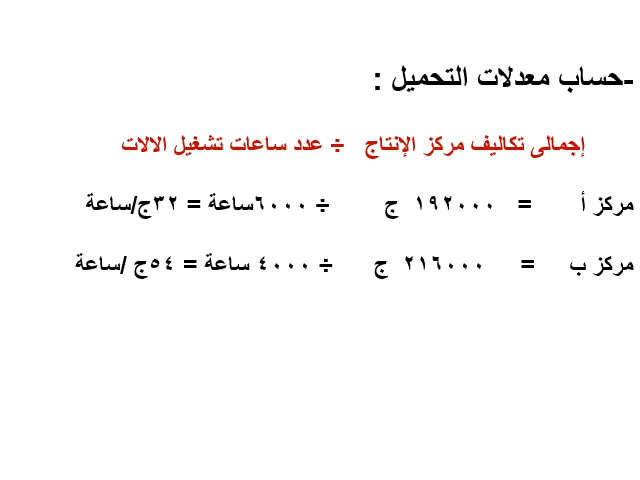 -حساب معدلات التحميل :
إجمالى تكاليف مركز الإنتاج ÷ عدد ساعات تشغيل الالات
مركز أ = ١٩٢٠٠٠ ج ÷ ٦٠٠٠ساعة = ٣٢ج/ساعة
مركز ب = ٢١٦٠٠٠ ج ÷ ٤٠٠٠ ساعة = ٥٤ج /ساعة